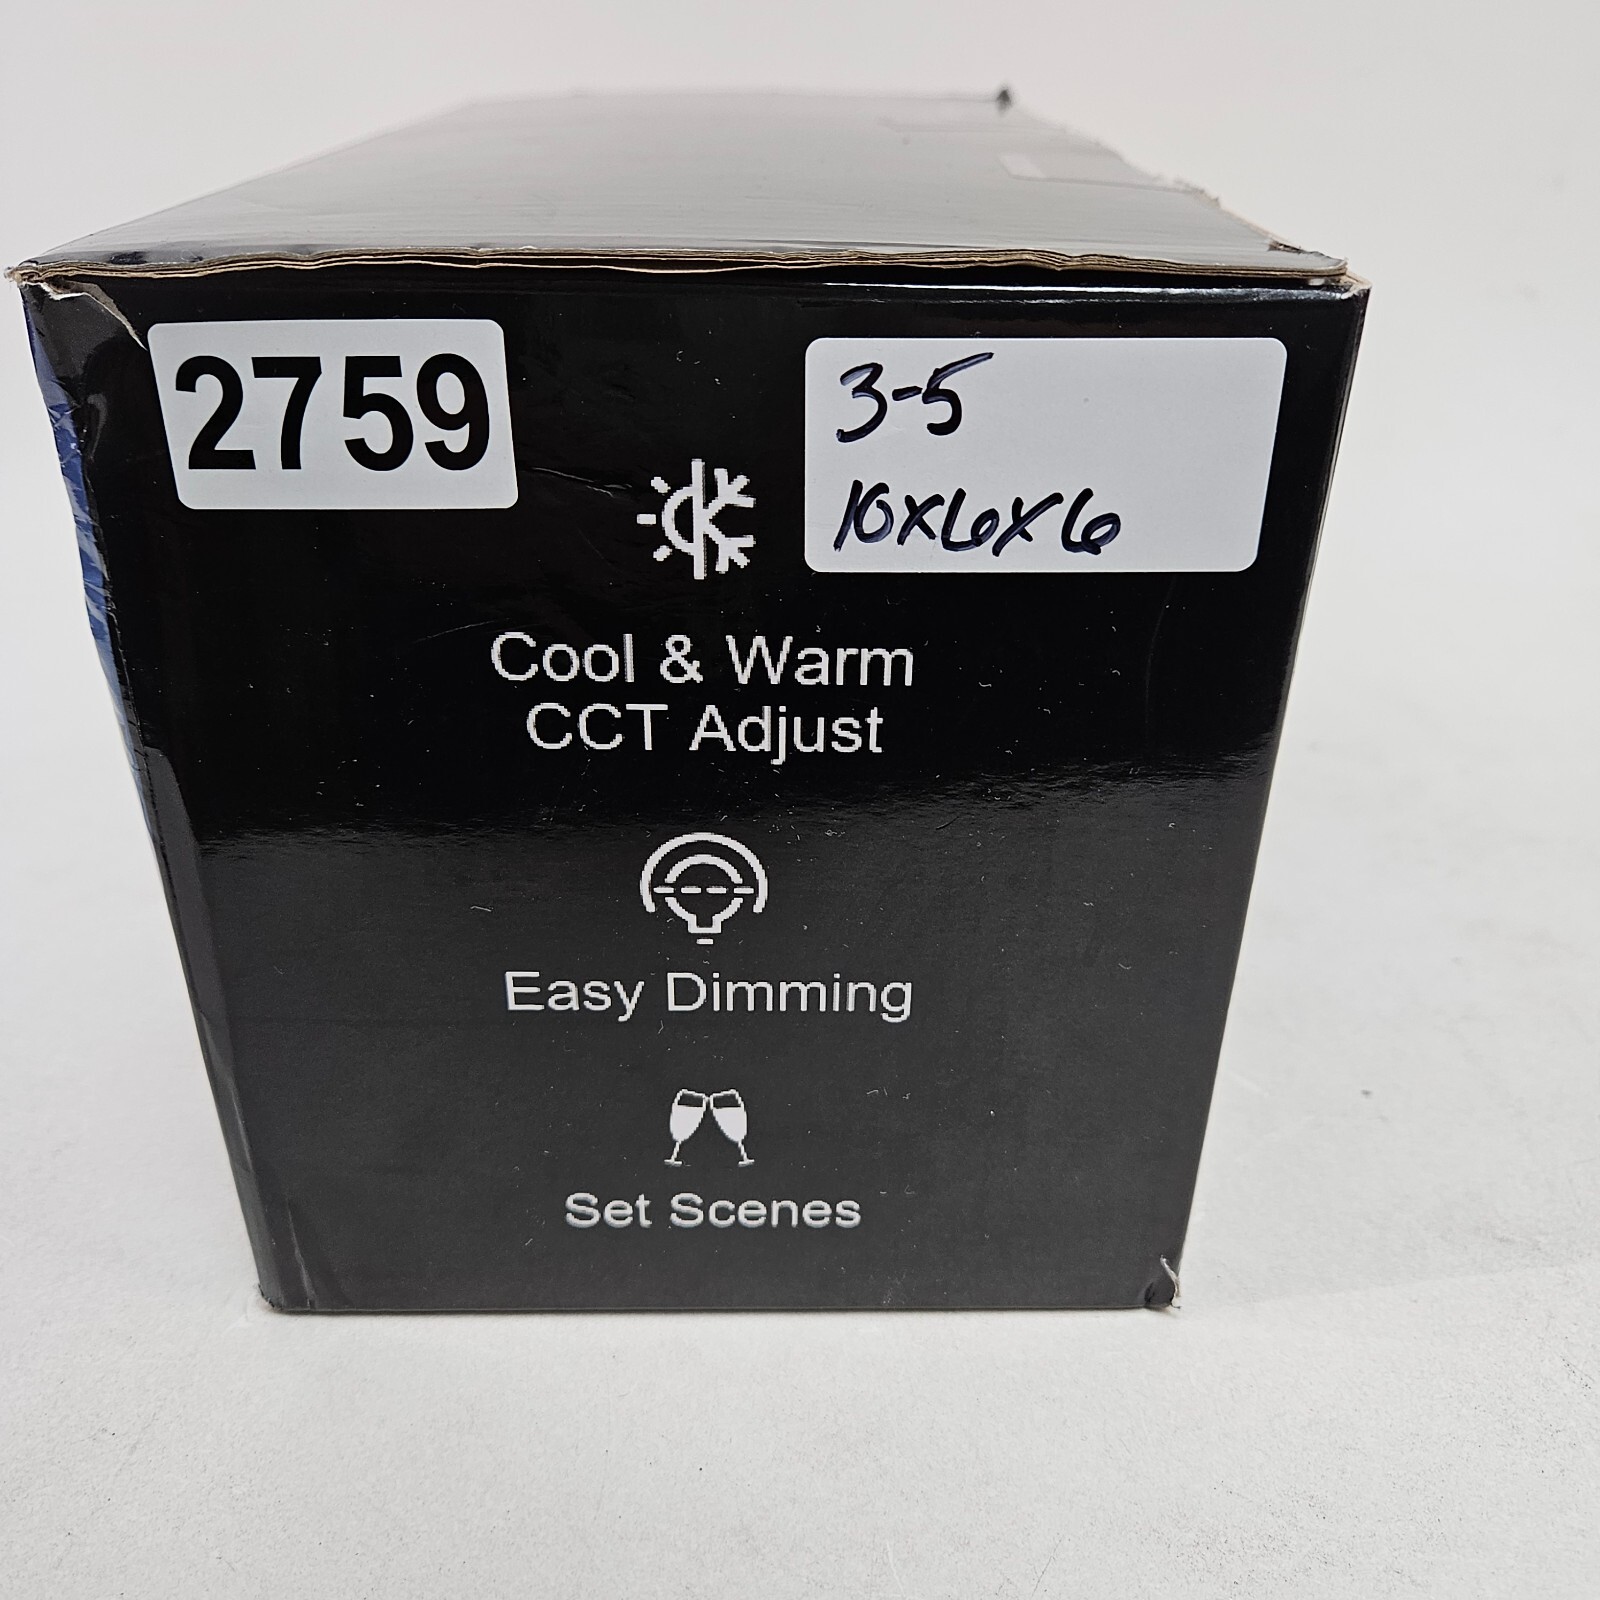 2759
3-5
10x6x6
Cool & Warm
CCT Adjust
Easy Dimming
Set Scenes